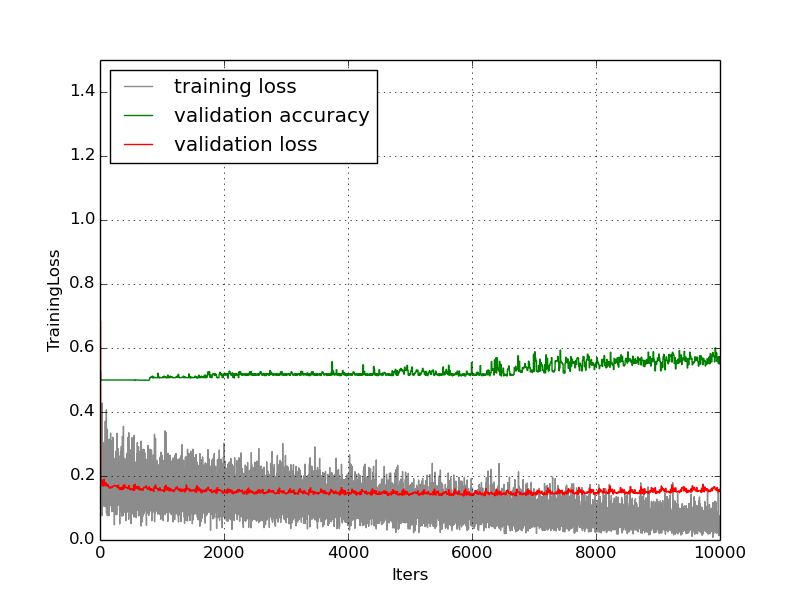 1.4
1.2
1.0
0.8
0.6
0.4
0.2
0.0
TrainingLoss
training loss
validation accuracy
validation loss
0 2000 4000 6000 8000 10000
Iters